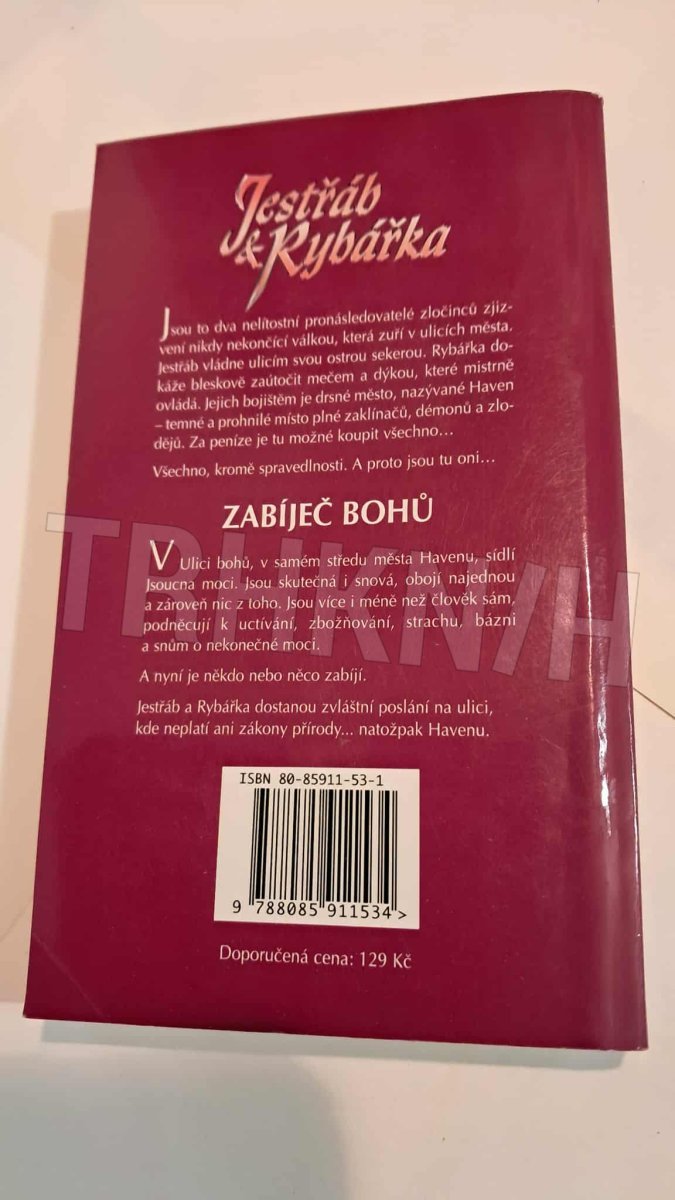 Jestřáb
& Rybářka
Jsou to dva nelítostní pronásledovatelé zločinců zjiz-
vení nikdy nekončící válkou, která zuří v ulicích města.
Jestřáb vládne ulicím svou ostrou sekerou. Rybářka do-
káže bleskově zaútočit mečem a dýkou, které mistrně
ovládá. Jejich bojištěm je drsné město, nazývané Haven
– temné a prohnilé místo plné zaklínačů, démonů a zlo-
dějů. Za peníze je tu možné koupit všechno...
Všechno, kromě spravedlnosti. A proto jsou tu oni...
ZABÍJEČ BOHŮ
V Ulici bohů, v samém středu města Havenu, sídlí
Jsoucna moci. Jsou skutečná i snová, obojí najednou
a zároveň nic z toho. Jsou více i méně než člověk sám,
podněcují k uctívání, zbožňování, strachu, bázni
a snům o nekonečné moci.
TRHKNIH
A nyní je někdo nebo něco zabíjí.
Jestřáb a Rybářka dostanou zvláštní poslání na ulici,
kde neplatí ani zákony přírody... natožpak Havenu.
ISBN 80-85911-53-1
9 788085 911534 >
Doporučená cena: 129 Kč